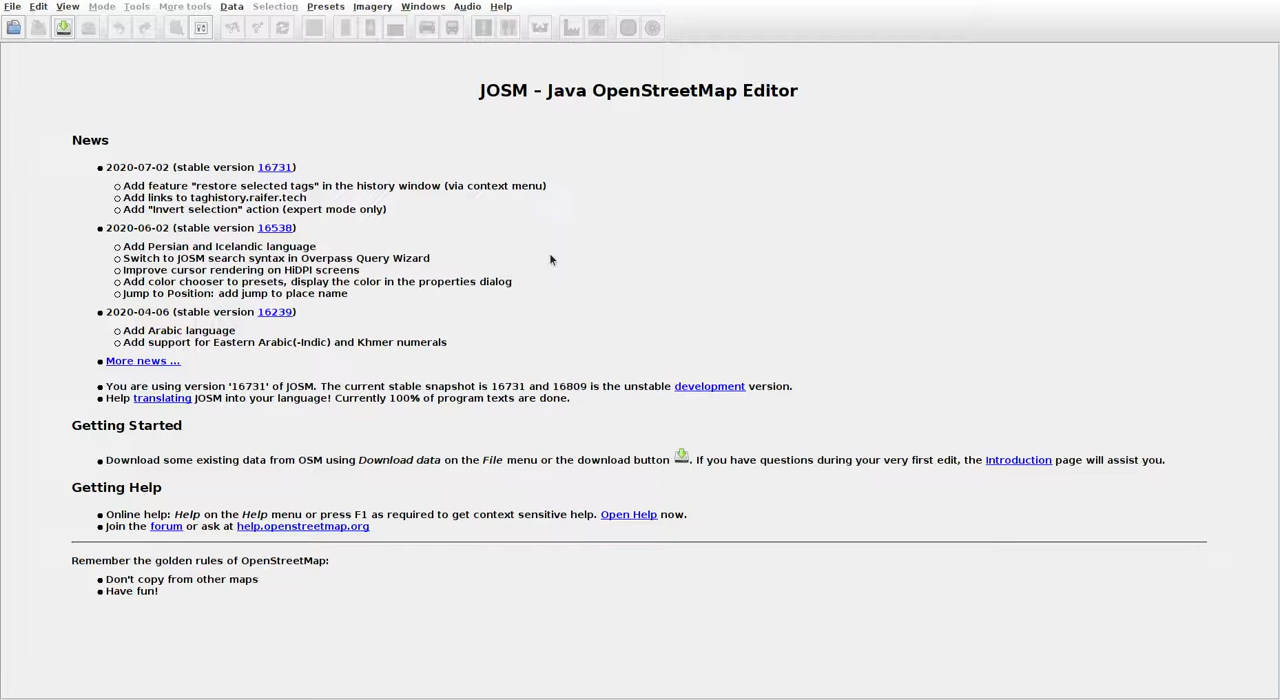 File Edit View Mode Tools More tools Data Selection Presets Imagery Windows Audio Help
JOSM – Java OpenStreetMap Editor
News
2020-07-02 (stable version 16731)
Add feature "restore selected tags" in the history window (via context menu)
Add links to taghistory.raifer.tech
Add "Invert selection" action (expert mode only)
2020-06-02 (stable version 16538)
Add Persian and Icelandic language
Switch to JOSM search syntax in Overpass Query Wizard
Improve cursor rendering on HiDPI screens
Add color chooser to presets, display the color in the properties dialog
Jump to Position: add jump to place name
2020-04-06 (stable version 16239)
Add Arabic language
Add support for Eastern Arabic(-Indic) and Khmer numerals
More news ...
You are using version '16731' of JOSM. The current stable snapshot is 16731 and 16809 is the unstable development version.
Help translating JOSM into your language! Currently 100% of program texts are done.
Getting Started
Download some existing data from OSM using Download data on the File menu or the download button . If you have questions during your very first edit, the Introduction page will assist you.
Getting Help
Online help: Help on the Help menu or press F1 as required to get context sensitive help. Open Help now.
Join the forum or ask at help.openstreetmap.org
Remember the golden rules of OpenStreetMap:
Don't copy from other maps
Have fun!